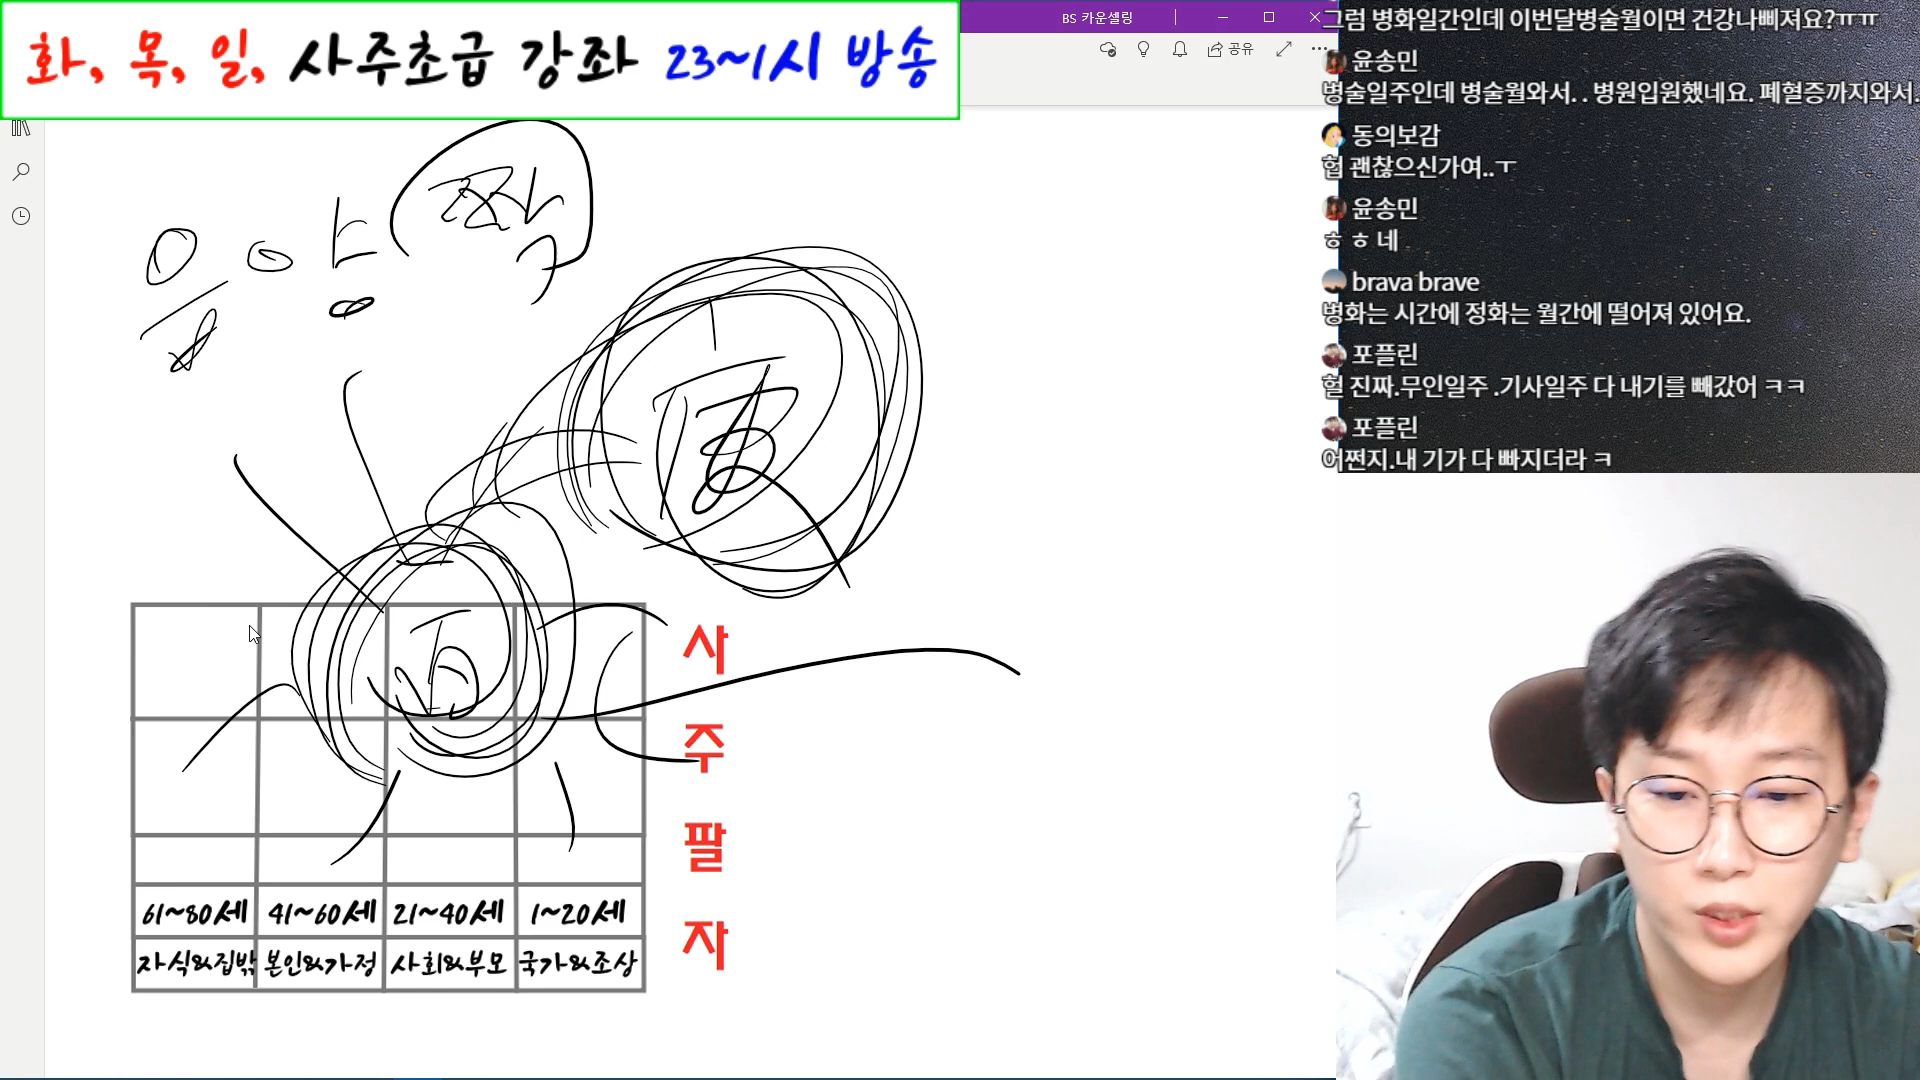 화, 목, 일, 사주초급 강좌 23~1시 방송
BS 카운슬링
공유
그럼 병화일간인데 이번달병술월이면 건강나삐져요?ㅠㅠ
윤송민
병술일주인데 병술월와서. . 병원입원했네요. 폐혈증까지와서.
동의보감
헙 괜찮으신가여..ㅜ
윤송민
ㅎ ㅎ 네
brava brave
병화는 시간에 정화는 월간에 떨어져 있어요.
포플린
헐 진짜.무인일주 .기사일주 다 내기를 빼갔어 ㅋㅋ
포플린
어쩐지.내 기가 다 빠지더라 ㅋ
음양
사
주
팔
자
61~80세 41~60세 21~40세 1~20세
자식&집밖 본인&가정 사회&부모 국가&조상